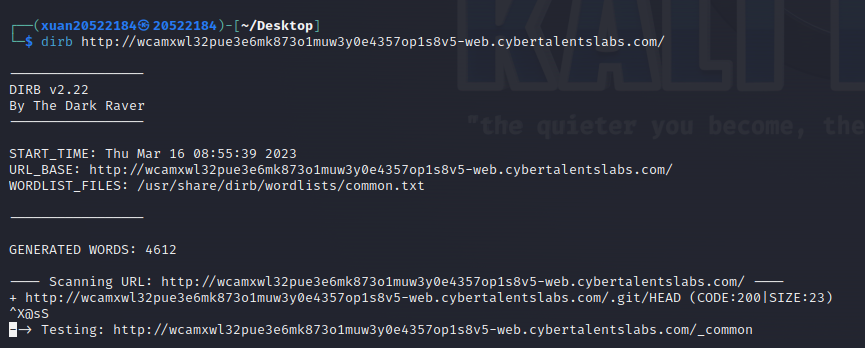 ┌──(xuan20522184㉿20522184)-[~/Desktop]
└─$ dirb http://wcamxwl32pue3e6mk873o1muw3y0e4357op1s8v5-web.cybertalentslabs.com/
-----------------
DIRB v2.22
By The Dark Raver
-----------------
START_TIME: Thu Mar 16 08:55:39 2023
URL_BASE: http://wcamxwl32pue3e6mk873o1muw3y0e4357op1s8v5-web.cybertalentslabs.com/
WORDLIST_FILES: /usr/share/dirb/wordlists/common.txt
-----------------
GENERATED WORDS: 4612
---- Scanning URL: http://wcamxwl32pue3e6mk873o1muw3y0e4357op1s8v5-web.cybertalentslabs.com/ ----
+ http://wcamxwl32pue3e6mk873o1muw3y0e4357op1s8v5-web.cybertalentslabs.com/.git/HEAD (CODE:200|SIZE:23)
^X@sS
--> Testing: http://wcamxwl32pue3e6mk873o1muw3y0e4357op1s8v5-web.cybertalentslabs.com/_common
KALI
"the quieter you become, the